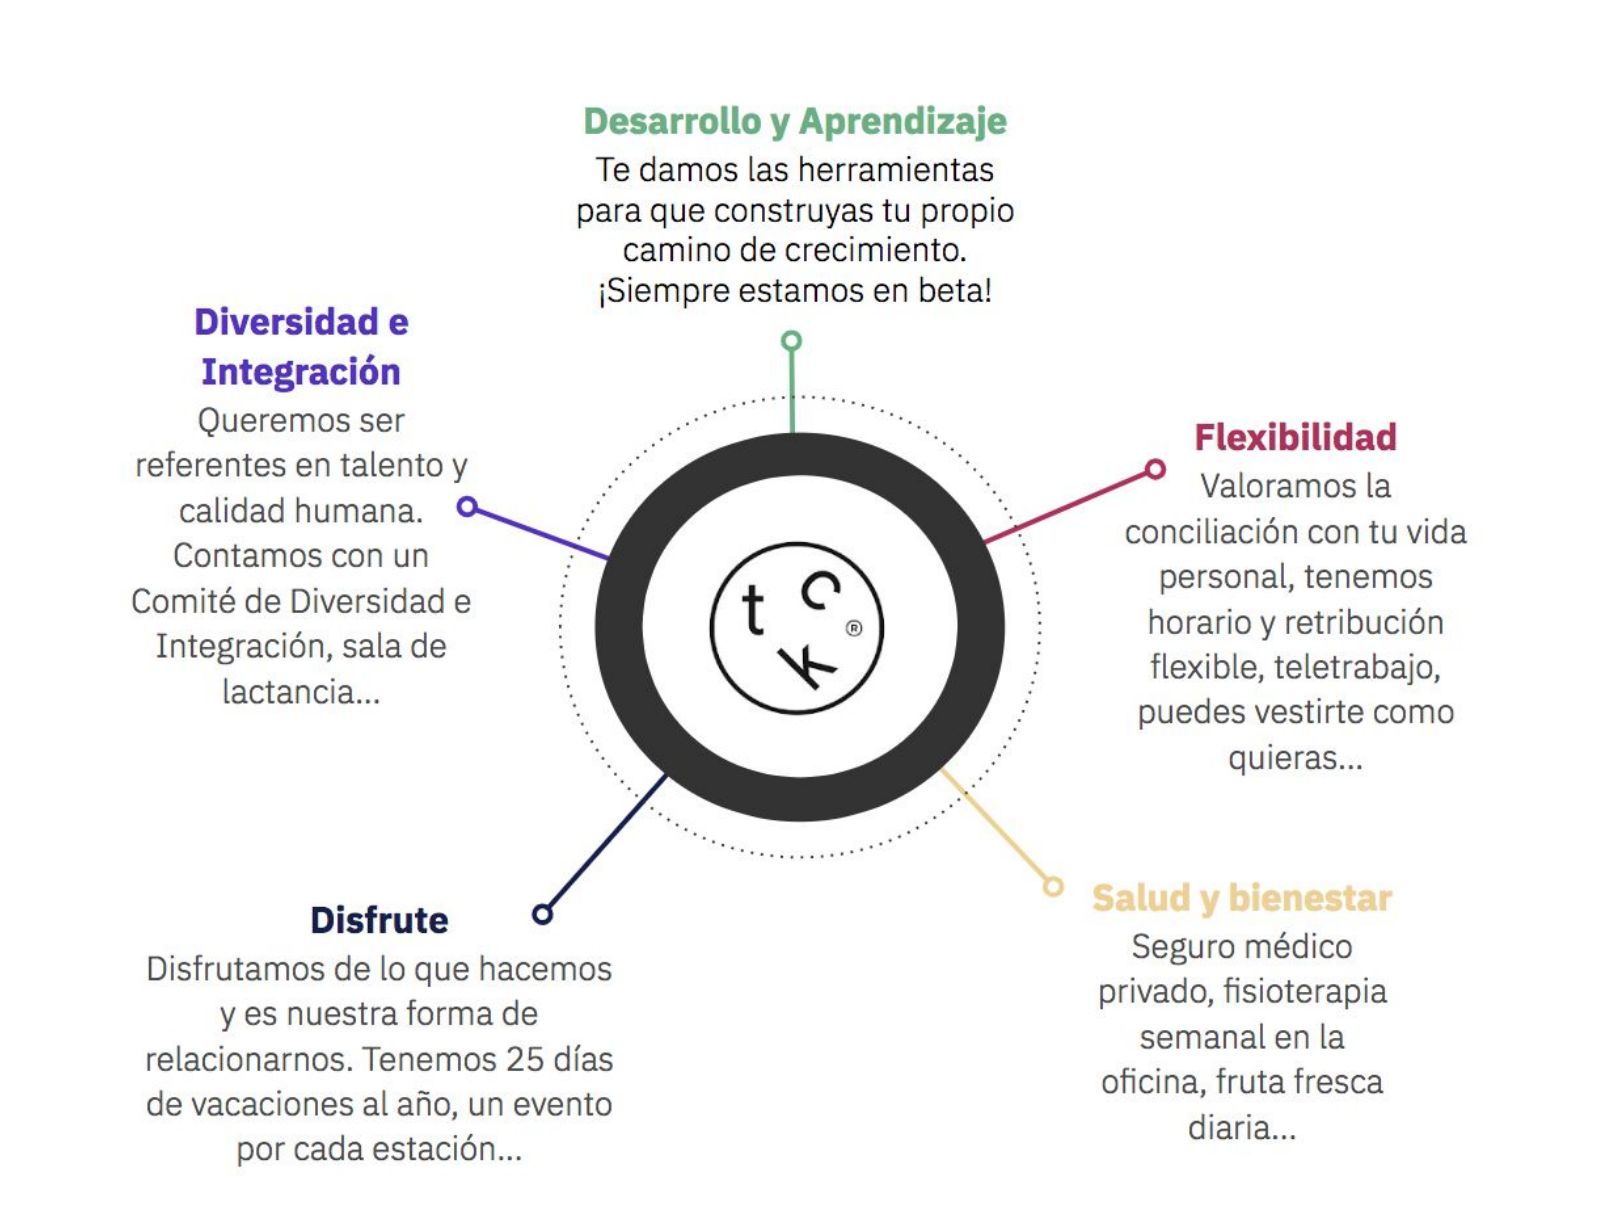 Desarrollo y Aprendizaje
Te damos las herramientas
para que construyas tu propio
camino de crecimiento.
¡Siempre estamos en beta!
Diversidad e
Integración
Queremos ser
referentes en talento y
calidad humana.
Contamos con un
Comité de Diversidad e
Integración, sala de
lactancia...
Flexibilidad
Valoramos la
conciliación con tu vida
personal, tenemos
horario y retribución
flexible, teletrabajo,
puedes vestirte como
quieras...
t c k ®
Disfrute
Disfrutamos de lo que hacemos
y es nuestra forma de
relacionarnos. Tenemos 25 días
de vacaciones al año, un evento
por cada estación...
Salud y bienestar
Seguro médico
privado, fisioterapia
semanal en la
oficina, fruta fresca
diaria...